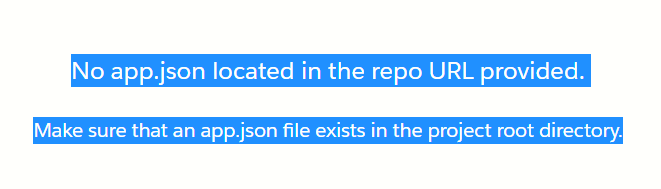 No app.json located in the repo URL provided.
Make sure that an app.json file exists in the project root directory.